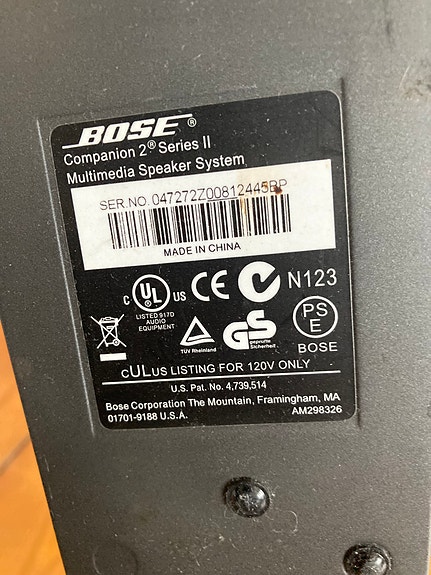 BOSE®
Companion 2® Series II
Multimedia Speaker System
SER.NO. 047272Z00812445BP
MADE IN CHINA
C UL US CE N123
LISTED 917D
AUDIO
EQUIPMENT
TÜV Rheinland
GS
geprüfte
Sicherheit
PS
E
BOSE
cULUS LISTING FOR 120V ONLY
U.S. Pat. No. 4,739,514
Bose Corporation The Mountain, Framingham, MA
01701-9188 U.S.A. AM298326